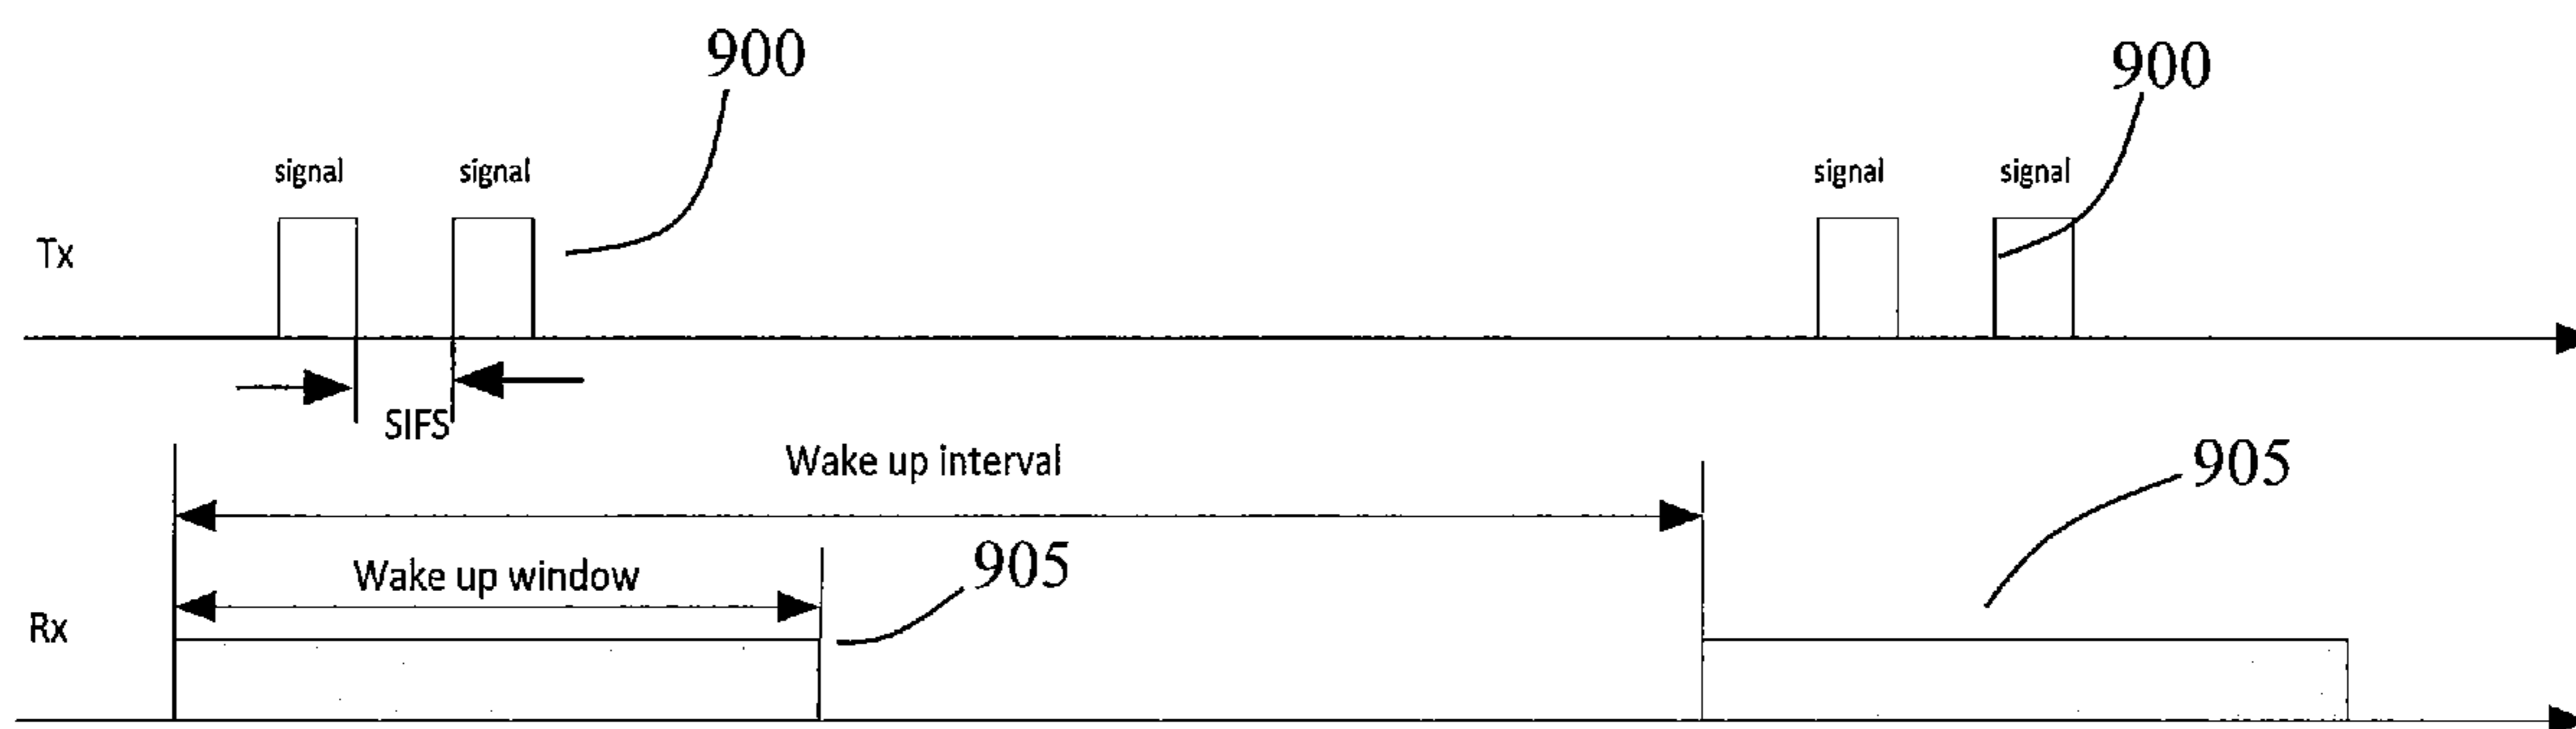 900
900
signal
signal
signal
signal
Tx
SIFS
Wake up interval
905
Wake up window
905
Rx